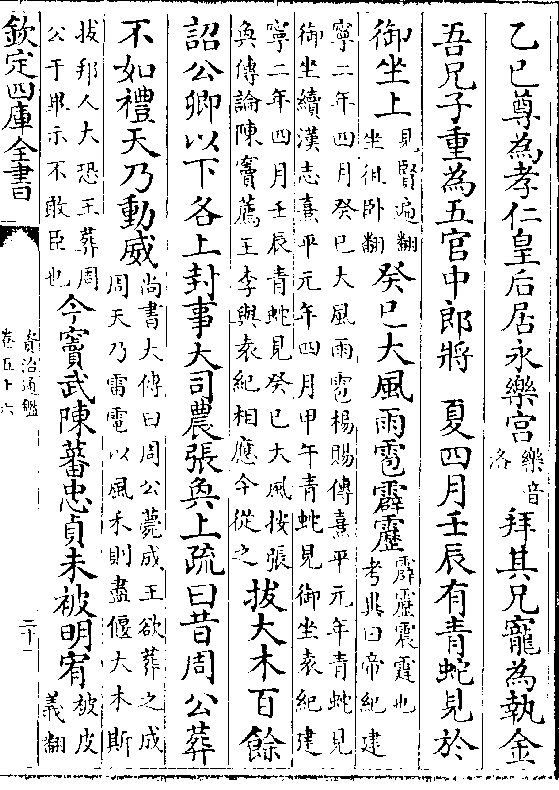 乙巳尊為孝仁皇后居永樂宮
樂音
洛
拜其兄寵為執金
吾兄子重為五官中郎將　夏四月壬辰有青蛇見於
御坐上
見賢遍翻
坐徂卧翻
癸巳大風雨雹霹靂
霹靂震霆也
考異曰帝紀建
寧二年四月癸巳大風雨雹楊賜傳熹平元年青蛇見
御坐續漢志熹平元年四月甲午青蛇見御坐袁紀建
寧二年四月壬辰青蛇見癸巳大風按張
奐傳論陳竇薦王李與袁紀相應今從之
拔大木百餘
詔公卿以下各上封事大司農張奐上疏曰昔周公葬
不如禮天乃動威
尚書大傳曰周公薨成王欲葬之成
周天乃雷電以風禾則盡偃大木斯
拔邦人大恐王葬周
公于畢示不敢臣也
今竇武陳蕃忠貞未被明宥
被皮
義翻
欽定四庫全書
資治通鑑
卷五十六
二十一